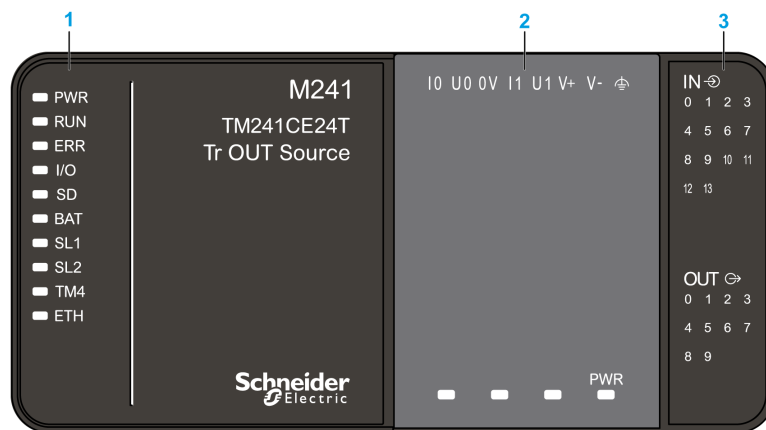 1
2
3
PWR
RUN
ERR
I/O
SD
BAT
SL1
SL2
TM4
ETH
M241
TM241CE24T
Tr OUT Source
Schneider
Electric
I0 U0 0V I1 U1 V+ V-
PWR
IN
0 1 2 3
4 5 6 7
8 9 10 11
12 13
OUT
0 1 2 3
4 5 6 7
8 9